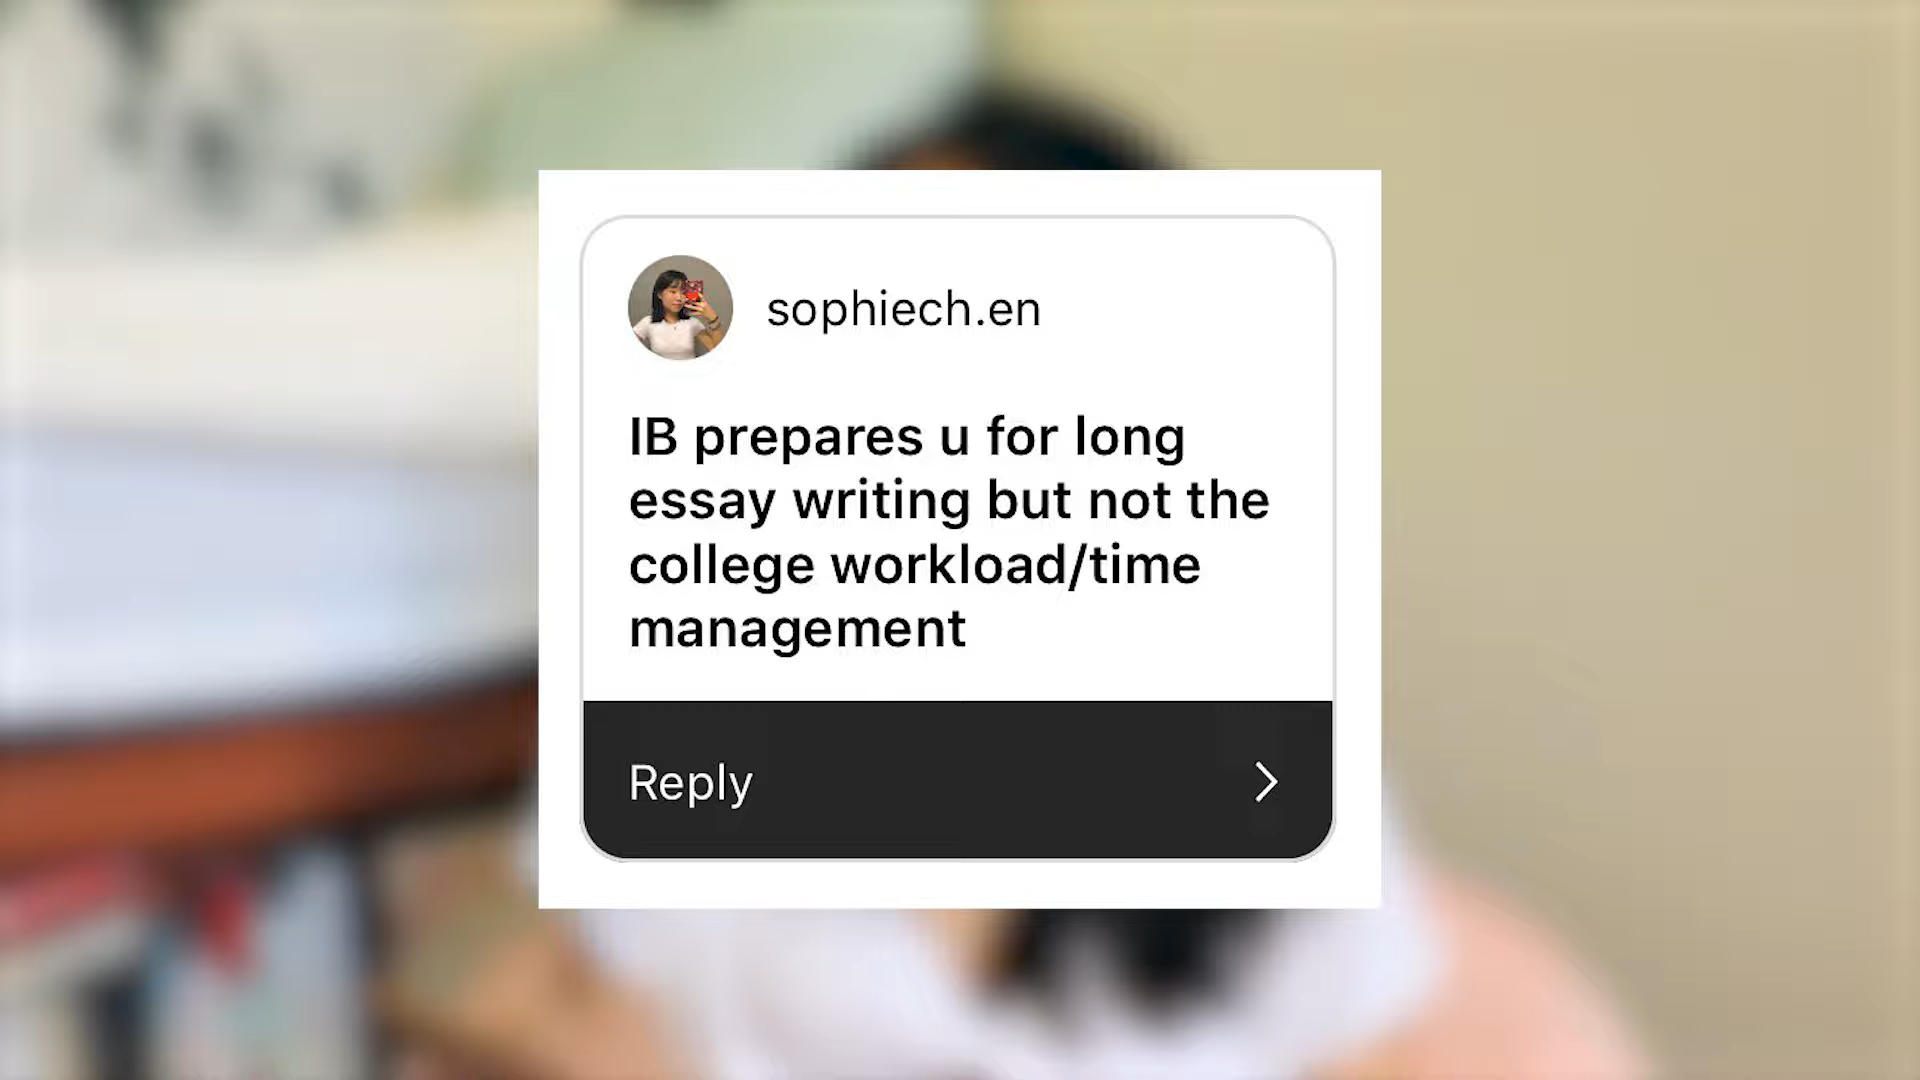 sophiech.en
IB prepares u for long
essay writing but not the
college workload/time
management
Reply